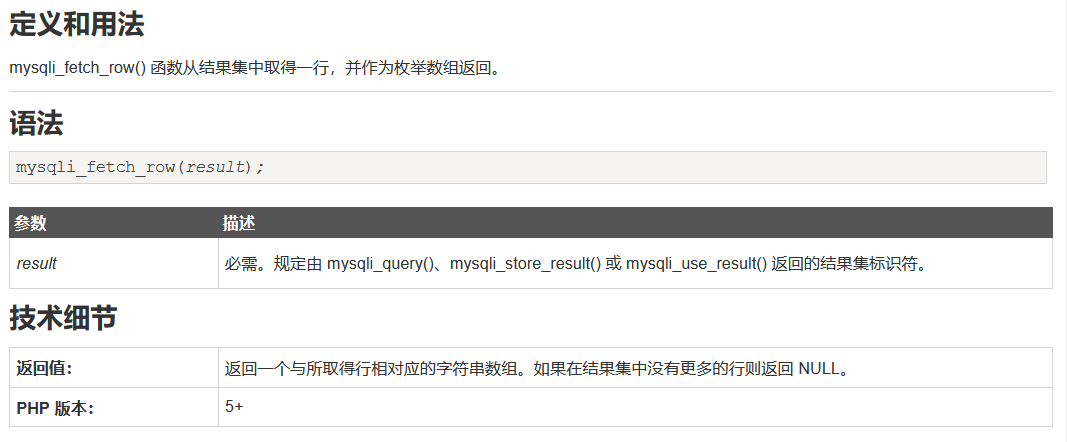 定义和用法
mysqli_fetch_row() 函数从结果集中取得一行，并作为枚举数组返回。
语法
mysqli_fetch_row(result);
参数 描述
result 必需。规定由 mysqli_query()、mysqli_store_result() 或 mysqli_use_result() 返回的结果集标识符。
技术细节
返回值： 返回一个与所取得行相对应的字符串数组。如果在结果集中没有更多的行则返回 NULL。
PHP 版本： 5+